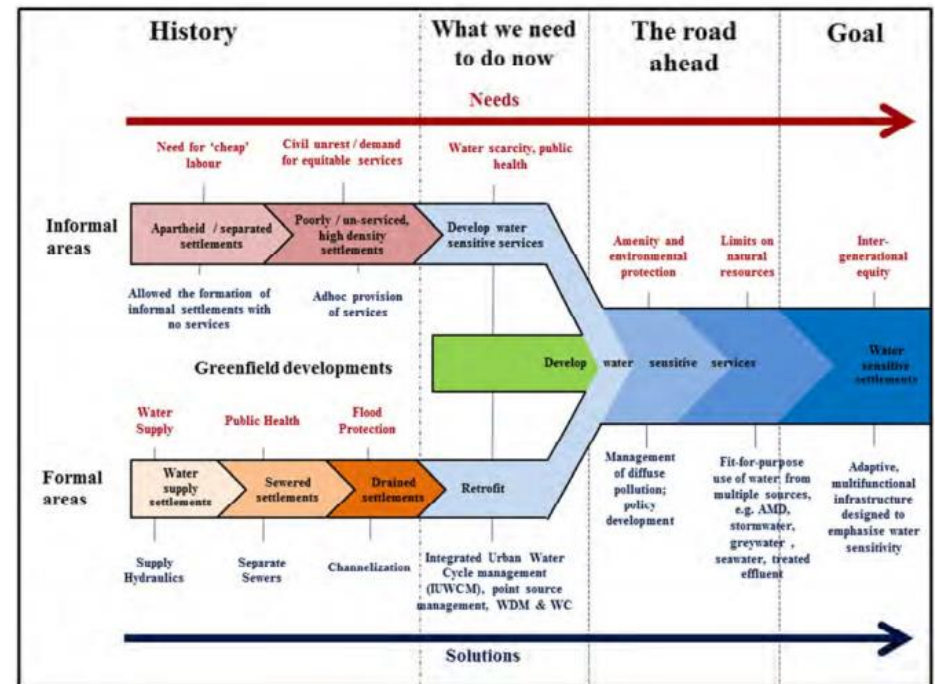 History
What we need
to do now
The road
ahead
Goal
Needs
Need for 'cheap'
labour
Civil unrest / demand
for equitable services
Water scarcity, public
health
Informal
areas
Apartheid / separated
settlements
Poorly / un-serviced,
high density
settlements
Develop water
sensitive services
Amenity and
environmental
protection
Limits on
natural
resources
Inter-
generational
equity
Allowed the formation of
informal settlements with
no services
Adhoc provision
of services
Greenfield developments
Develop water sensitive services
Water
sensitive
settlements
Water
Supply
Public Health
Flood
Protection
Formal
areas
Water
supply
settlements
Sewered
settlements
Drained
settlements
Retrofit
Management
of diffuse
pollution;
policy
development
Fit-for-purpose
use of water from
multiple sources,
e.g. AMD,
stormwater,
greywater ,
seawater, treated
effluent
Adaptive,
multifunctional
infrastructure
designed to
emphasise water
sensitivity
Supply
Hydraulics
Separate
Sewers
Channelization
Integrated Urban Water
Cycle management
(IUWCM), point source
management, WDM & WC
Solutions